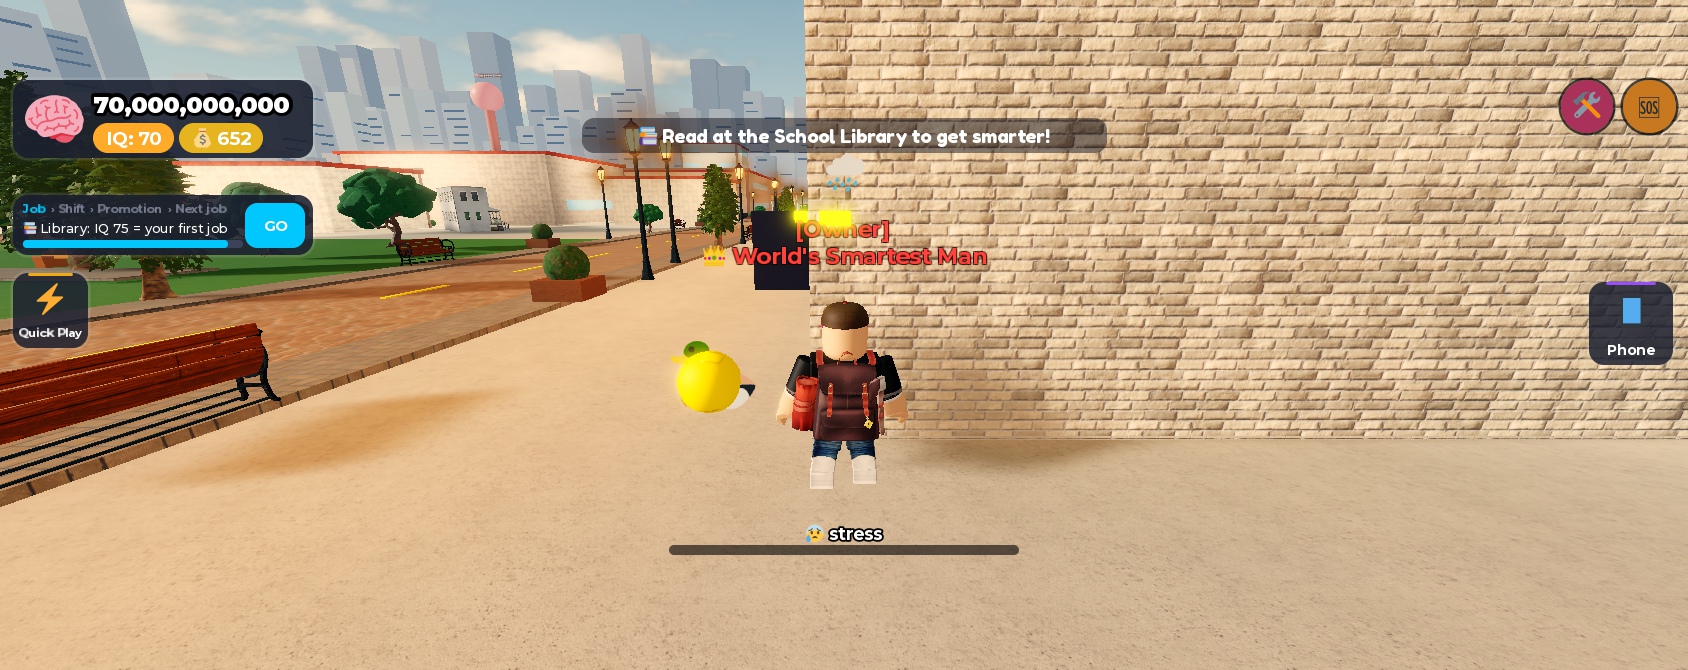 70,000,000,000
IQ: 70
652
Read at the School Library to get smarter!
Job › Shift › Promotion › Next job
Library: IQ 75 = your first job
GO
Quick Play
[Owner]
World's Smartest Man
SOS
Phone
stress